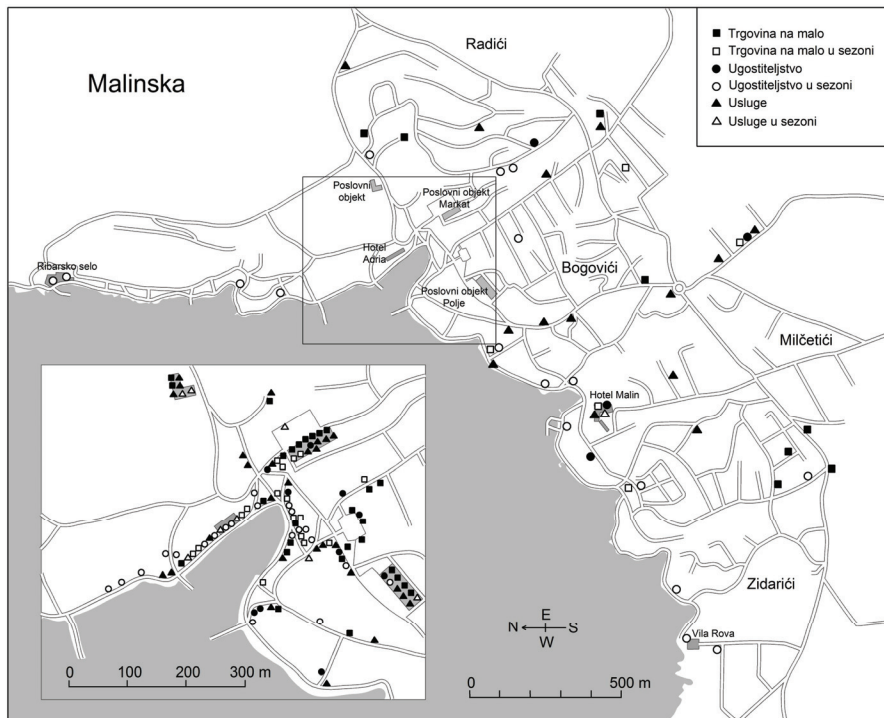 Malinska
Radići
Trgovina na malo
Trgovina na malo u sezoni
Ugostiteljstvo
Ugostiteljstvo u sezoni
Usluge
Usluge u sezoni
Poslovni
objekt
Poslovni objekt
Markat
Hotel
Adria
Ribarsko selo
Bogovići
Poslovni objekt
Polje
Milčetići
Hotel Malin
Zidarići
Vila Rova
E
N S
W
0 100 200 300 m
0 500 m